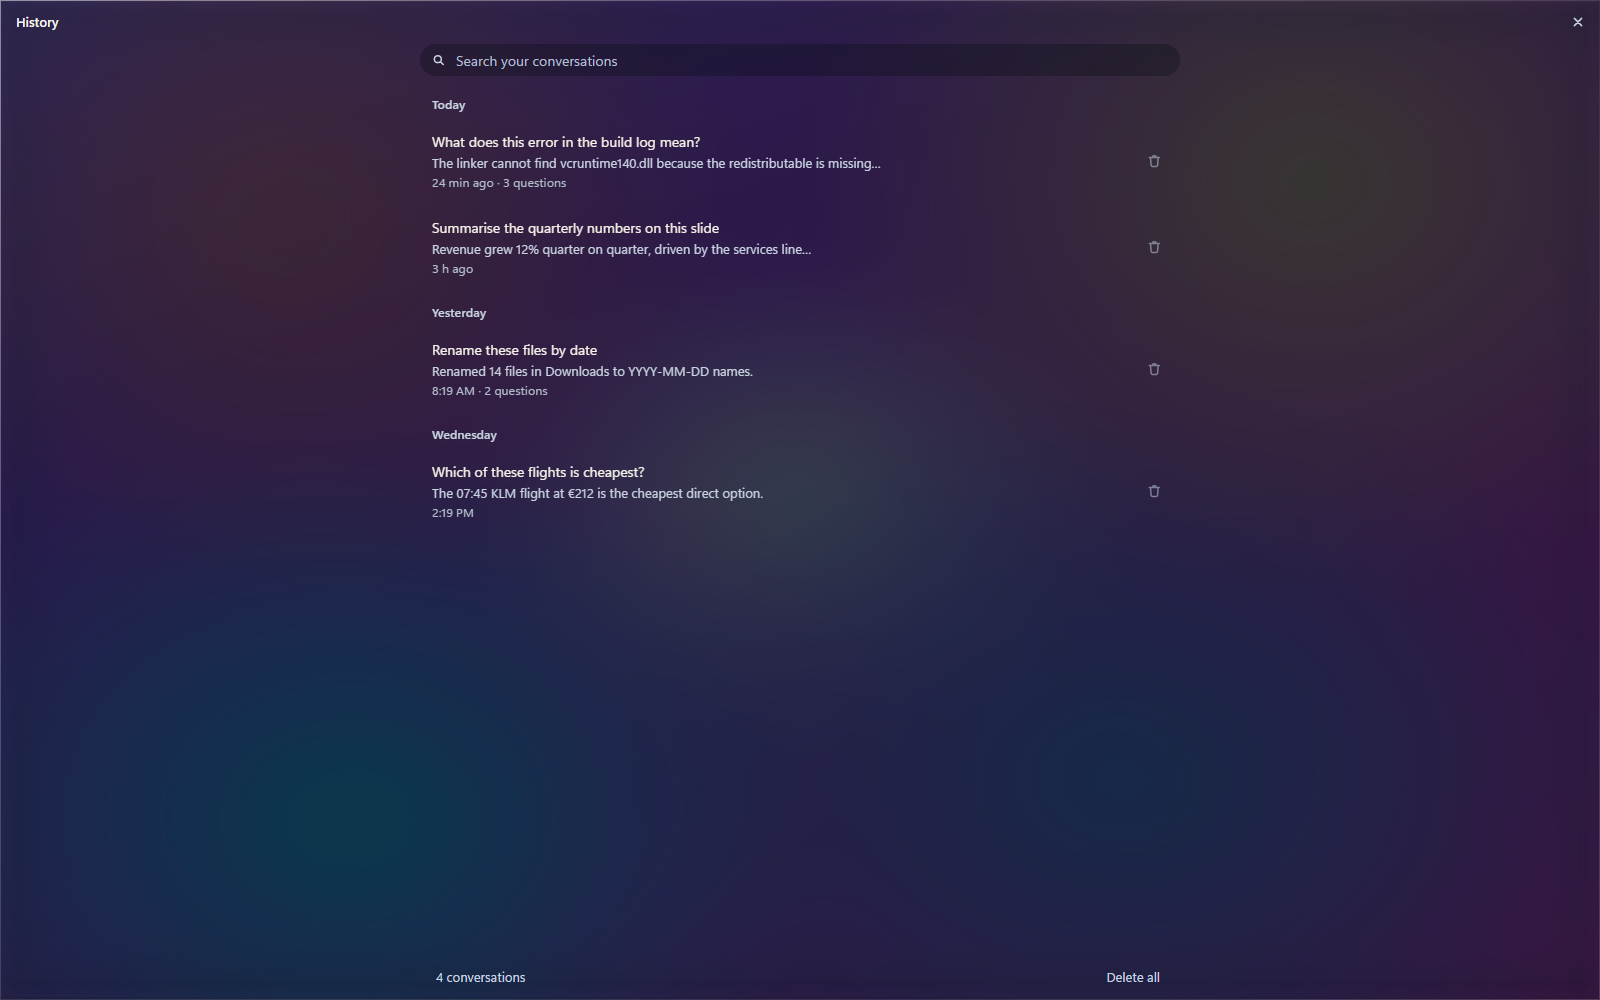 History
Search your conversations
Today
What does this error in the build log mean?
The linker cannot find vcruntime140.dll because the redistributable is missing...
24 min ago · 3 questions
Summarise the quarterly numbers on this slide
Revenue grew 12% quarter on quarter, driven by the services line...
3 h ago
Yesterday
Rename these files by date
Renamed 14 files in Downloads to YYYY-MM-DD names.
8:19 AM · 2 questions
Wednesday
Which of these flights is cheapest?
The 07:45 KLM flight at €212 is the cheapest direct option.
2:19 PM
4 conversations
Delete all